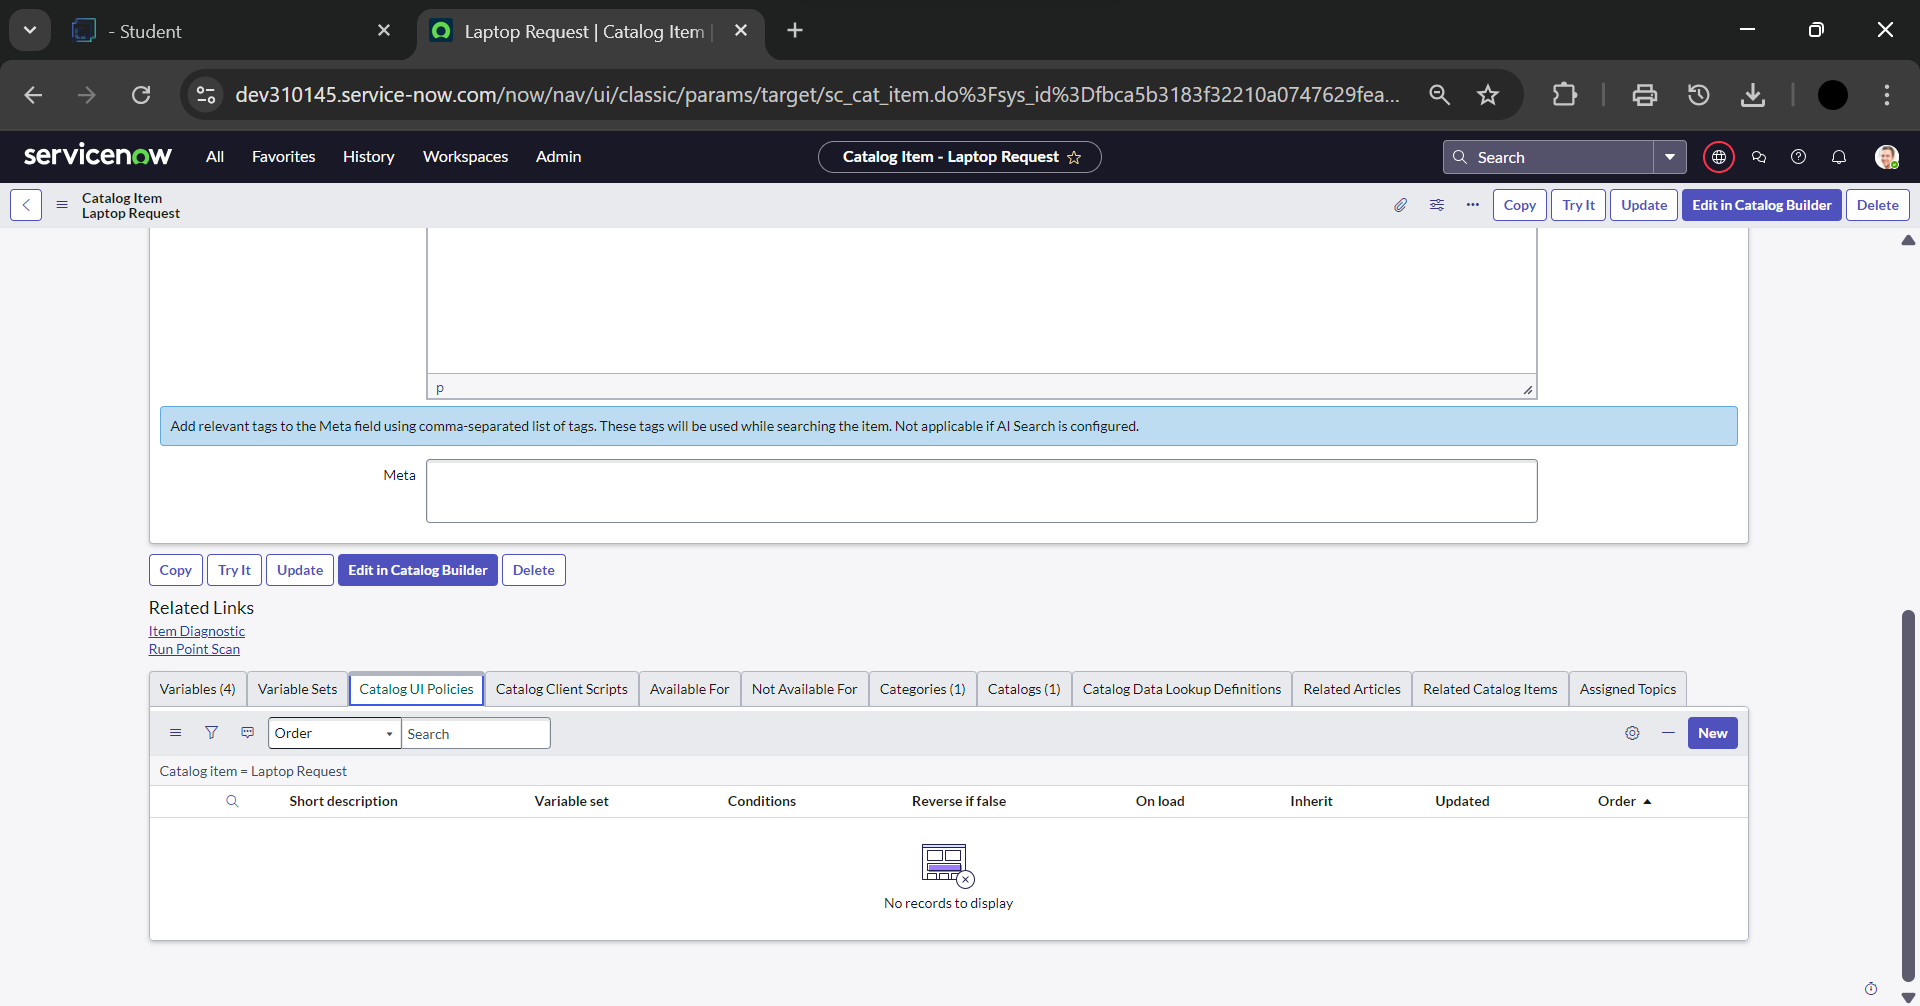 - Student
Laptop Request | Catalog Item |
dev310145.service-now.com/now/nav/ui/classic/params/target/sc_cat_item.do%3Fsys_id%3Dfbca5b3183f32210a0747629fea...
servicenow All Favorites History Workspaces Admin Catalog Item - Laptop Request Search
Catalog Item
Laptop Request
Copy Try It Update Edit in Catalog Builder Delete
p
Add relevant tags to the Meta field using comma-separated list of tags. These tags will be used while searching the item. Not applicable if AI Search is configured.
Meta
Copy Try It Update Edit in Catalog Builder Delete
Related Links
Item Diagnostic
Run Point Scan
Variables (4) Variable Sets Catalog UI Policies Catalog Client Scripts Available For Not Available For Categories (1) Catalogs (1) Catalog Data Lookup Definitions Related Articles Related Catalog Items Assigned Topics
Order Search New
Catalog item = Laptop Request
Short description Variable set Conditions Reverse if false On load Inherit Updated Order
No records to display